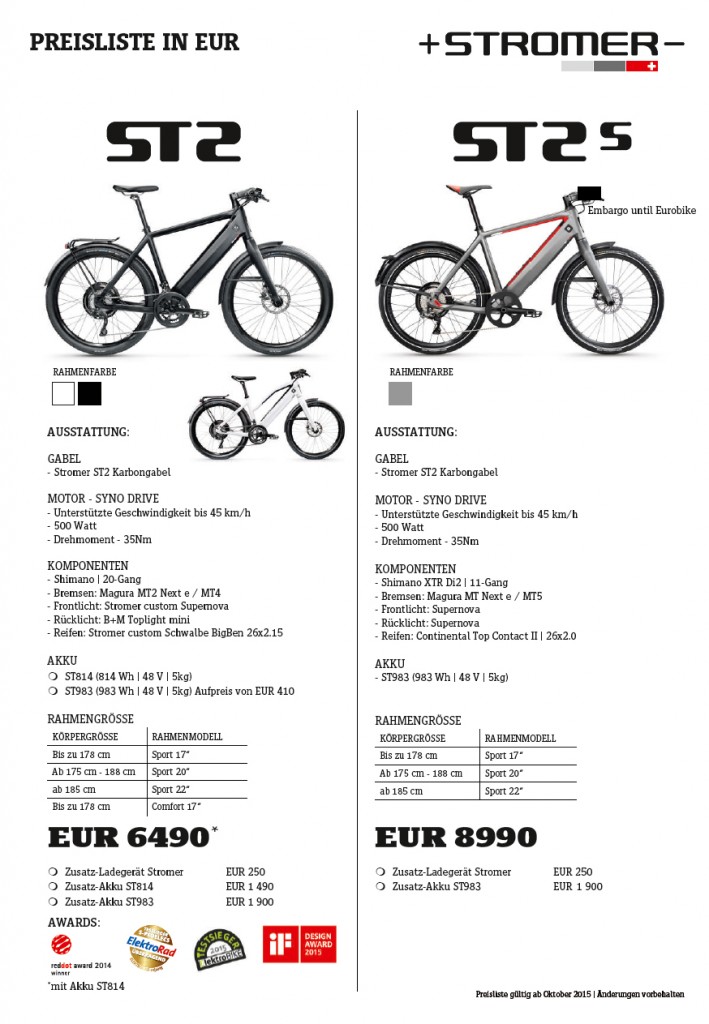 PREISLISTE IN EUR
+STROMER-
ST2
RAHMENFARBE
AUSSTATTUNG:
GABEL
- Stromer ST2 Karbongabel
MOTOR - SYNO DRIVE
- Unterstützte Geschwindigkeit bis 45 km/h
- 500 Watt
- Drehmoment - 35Nm
KOMPONENTEN
- Shimano | 20-Gang
- Bremsen: Magura MT2 Next e / MT4
- Frontlicht: Stromer custom Supernova
- Rücklicht: B+M Toplight mini
- Reifen: Stromer custom Schwalbe BigBen 26x2.15
AKKU
ST814 (814 Wh | 48 V | 5kg)
ST983 (983 Wh | 48 V | 5kg) Aufpreis von EUR 410
RAHMENGRÖSSE
KÖRPERGRÖSSE RAHMENMODELL
Bis zu 178 cm Sport 17“
Ab 175 cm - 188 cm Sport 20“
ab 185 cm Sport 22“
Bis zu 178 cm Comfort 17“
EUR 6490*
Zusatz-Ladegerät Stromer EUR 250
Zusatz-Akku ST814 EUR 1 490
Zusatz-Akku ST983 EUR 1 900
AWARDS:
reddot award 2014
winner
ElektroRad
TESTSIEGER
2015
ElektroBike
iF
DESIGN
AWARD
2015
*mit Akku ST814
ST2 S
Embargo until Eurobike
RAHMENFARBE
AUSSTATTUNG:
GABEL
- Stromer ST2 Karbongabel
MOTOR - SYNO DRIVE
- Unterstützte Geschwindigkeit bis 45 km/h
- 500 Watt
- Drehmoment - 35Nm
KOMPONENTEN
- Shimano XTR Di2 | 11-Gang
- Bremsen: Magura MT Next e / MT5
- Frontlicht: Supernova
- Rücklicht: Supernova
- Reifen: Continental Top Contact II | 26x2.0
AKKU
- ST983 (983 Wh | 48 V | 5kg)
RAHMENGRÖSSE
KÖRPERGRÖSSE RAHMENMODELL
Bis zu 178 cm Sport 17“
Ab 175 cm - 188 cm Sport 20“
ab 185 cm Sport 22“
EUR 8990
Zusatz-Ladegerät Stromer EUR 250
Zusatz-Akku ST983 EUR 1 900
Preisliste gültig ab Oktober 2015 | Änderungen vorbehalten